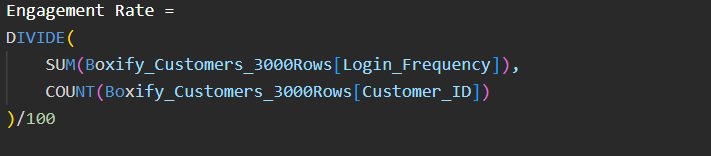 Engagement Rate =
DIVIDE(
SUM(Boxify_Customers_3000Rows[Login_Frequency]),
COUNT(Boxify_Customers_3000Rows[Customer_ID])
)/100